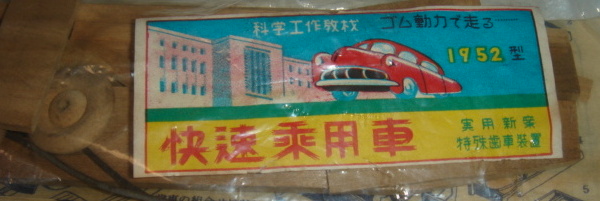 科学工作教材 ゴム動力で走る
1952型
快速乗用車
実用新案
特殊歯車装置
5